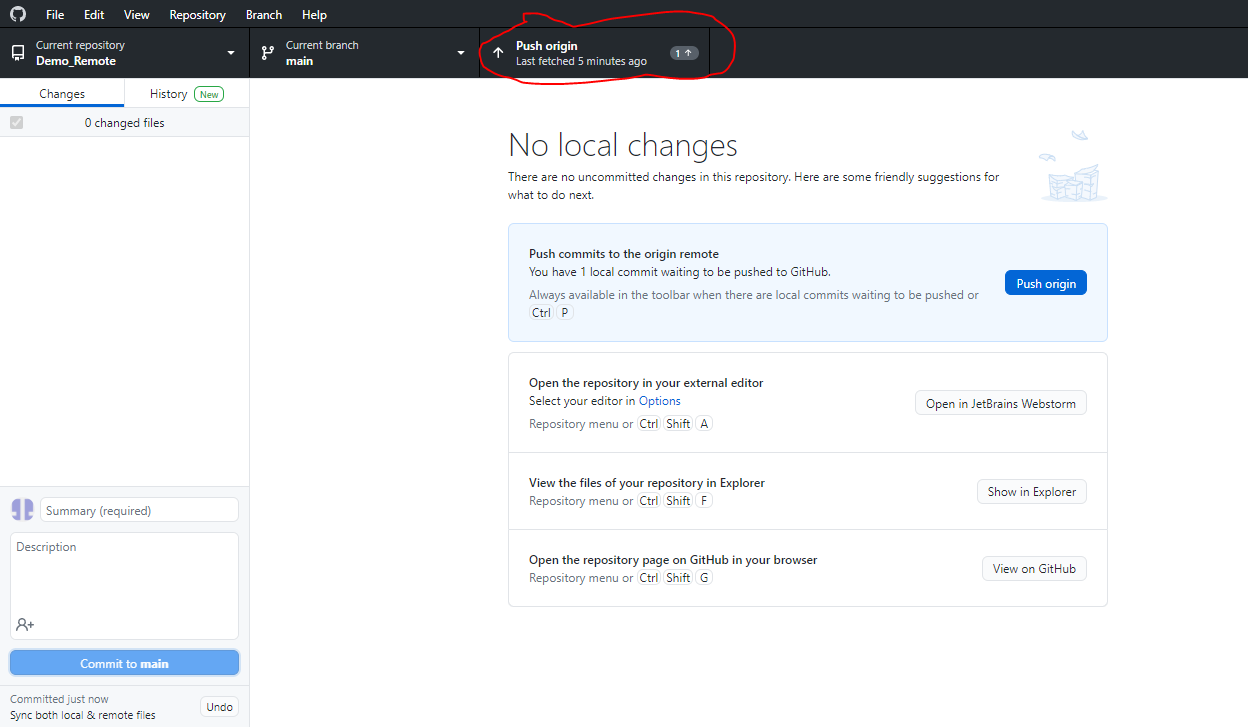 File Edit View Repository Branch Help
Current repository
Demo_Remote
Current branch
main
Push origin
Last fetched 5 minutes ago
1
Changes
History New
0 changed files
No local changes
There are no uncommitted changes in this repository. Here are some friendly suggestions for
what to do next.
Push commits to the origin remote
You have 1 local commit waiting to be pushed to GitHub.
Always available in the toolbar when there are local commits waiting to be pushed or
Ctrl P
Push origin
Open the repository in your external editor
Select your editor in Options
Repository menu or Ctrl Shift A
Open in JetBrains Webstorm
View the files of your repository in Explorer
Repository menu or Ctrl Shift F
Show in Explorer
Open the repository page on GitHub in your browser
Repository menu or Ctrl Shift G
View on GitHub
Summary (required)
Description
Commit to main
Committed just now
Sync both local & remote files
Undo